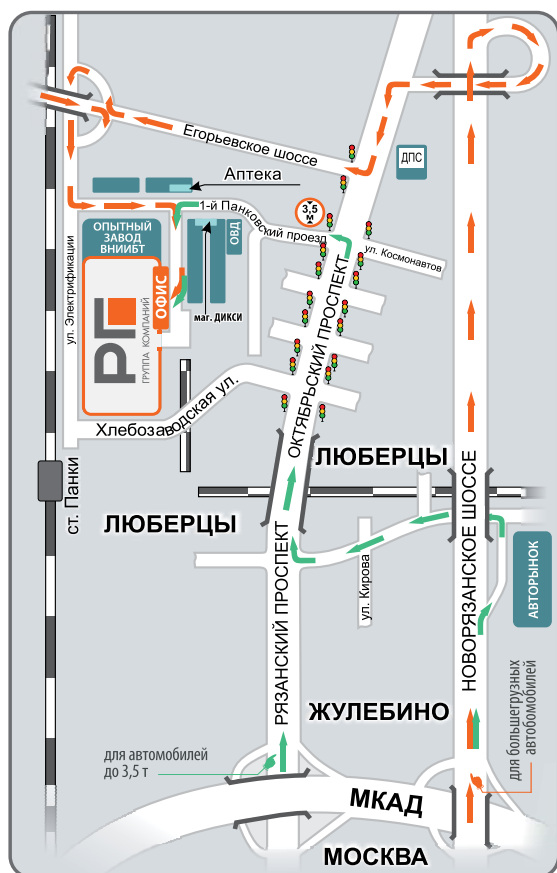 Егорьевское шоссе
ДПС
Аптека
1-й Панковский проезд
3,5
м
ул. Космонавтов
ОПЫТНЫЙ
ЗАВОД
ВНИИБТ
ОВД
ул. Электрификации
РГ
ГРУППА КОМПАНИЙ
ОФИС
маг. ДИКСИ
ОКТЯБРЬСКИЙ ПРОСПЕКТ
Хлебозаводская ул.
ст. Панки
ЛЮБЕРЦЫ
ЛЮБЕРЦЫ
НОВОРЯЗАНСКОЕ ШОССЕ
РЯЗАНСКИЙ ПРОСПЕКТ
ул. Кирова
АВТОРЫНОК
ЖУЛЕБИНО
для автомобилей
до 3,5 т
для большегрузных
автобомобилей
МКАД
МОСКВА